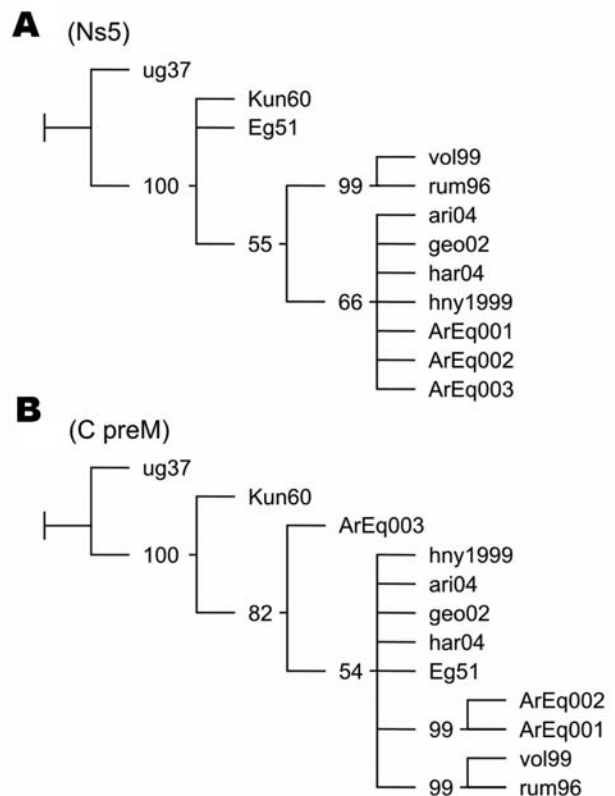 A (Ns5)
ug37
Kun60
Eg51
100
vol99
99 rum96
ari04
55 geo02
har04
66 hny1999
ArEq001
ArEq002
ArEq003
B (C preM)
ug37
Kun60
ArEq003
100 hny1999
ari04
82 geo02
har04
54 Eg51
ArEq002
99 ArEq001
vol99
99 rum96